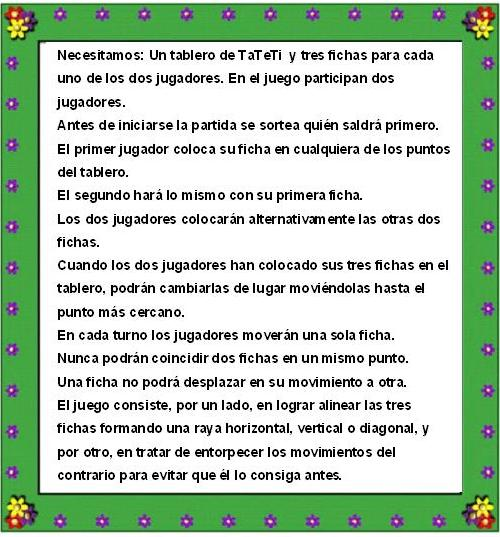 Necesitamos: Un tablero de TaTeTi y tres fichas para cada
uno de los dos jugadores. En el juego participan dos
jugadores.
Antes de iniciarse la partida se sortea quién saldrá primero.
El primer jugador coloca su ficha en cualquiera de los puntos
del tablero.
El segundo hará lo mismo con su primera ficha.
Los dos jugadores colocarán alternativamente las otras dos
fichas.
Cuando los dos jugadores han colocado sus tres fichas en el
tablero, podrán cambiarlas de lugar moviéndolas hasta el
punto más cercano.
En cada turno los jugadores moverán una sola ficha.
Nunca podrán coincidir dos fichas en un mismo punto.
Una ficha no podrá desplazar en su movimiento a otra.
El juego consiste, por un lado, en lograr alinear las tres
fichas formando una raya horizontal, vertical o diagonal, y
por otro, en tratar de entorpecer los movimientos del
contrario para evitar que él lo consiga antes.